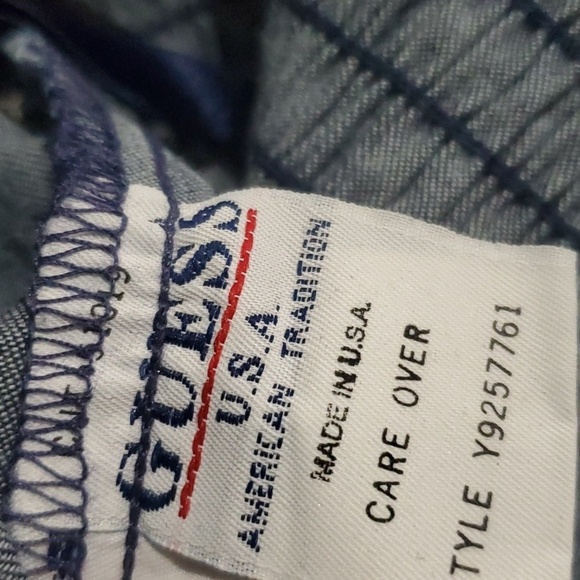 GUESS
U.S.A.
AMERICAN TRADITION
MADE IN U.S.A.
CARE OVER
TYLE Y9257761